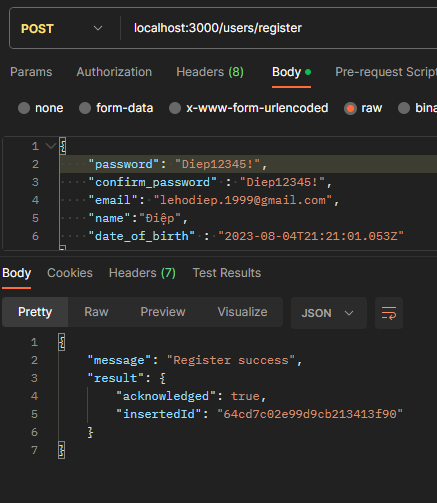 POST localhost:3000/users/register
Params Authorization Headers (8) Body Pre-request Script
none form-data x-www-form-urlencoded raw
1 {
2 "password": "Diep12345!",
3 "confirm_password" : "Diep12345!",
4 "email": "lehodiep.1999@gmail.com",
5 "name":"Điệp",
6 "date_of_birth" : "2023-08-04T21:21:01.053Z"
Body Cookies Headers (7) Test Results
Pretty Raw Preview Visualize JSON
1 {
2 "message": "Register success",
3 "result": {
4 "acknowledged": true,
5 "insertedId": "64cd7c02e99d9cb213413f90"
6 }
7 }